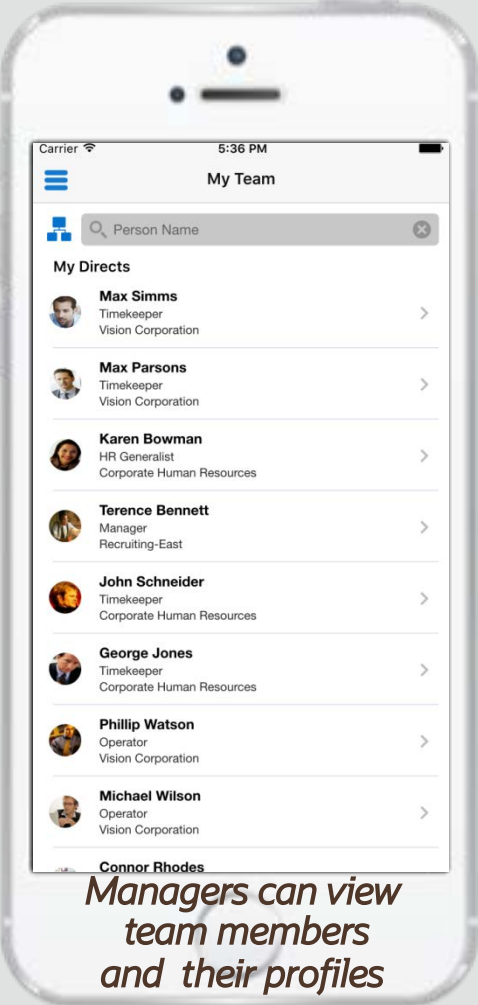 Carrier 5:36 PM
My Team
Person Name
My Directs
Max Simms
Timekeeper
Vision Corporation
Max Parsons
Timekeeper
Vision Corporation
Karen Bowman
HR Generalist
Corporate Human Resources
Terence Bennett
Manager
Recruiting-East
John Schneider
Timekeeper
Corporate Human Resources
George Jones
Timekeeper
Corporate Human Resources
Phillip Watson
Operator
Vision Corporation
Michael Wilson
Operator
Vision Corporation
Connor Rhodes
Managers can view
team members
and their profiles